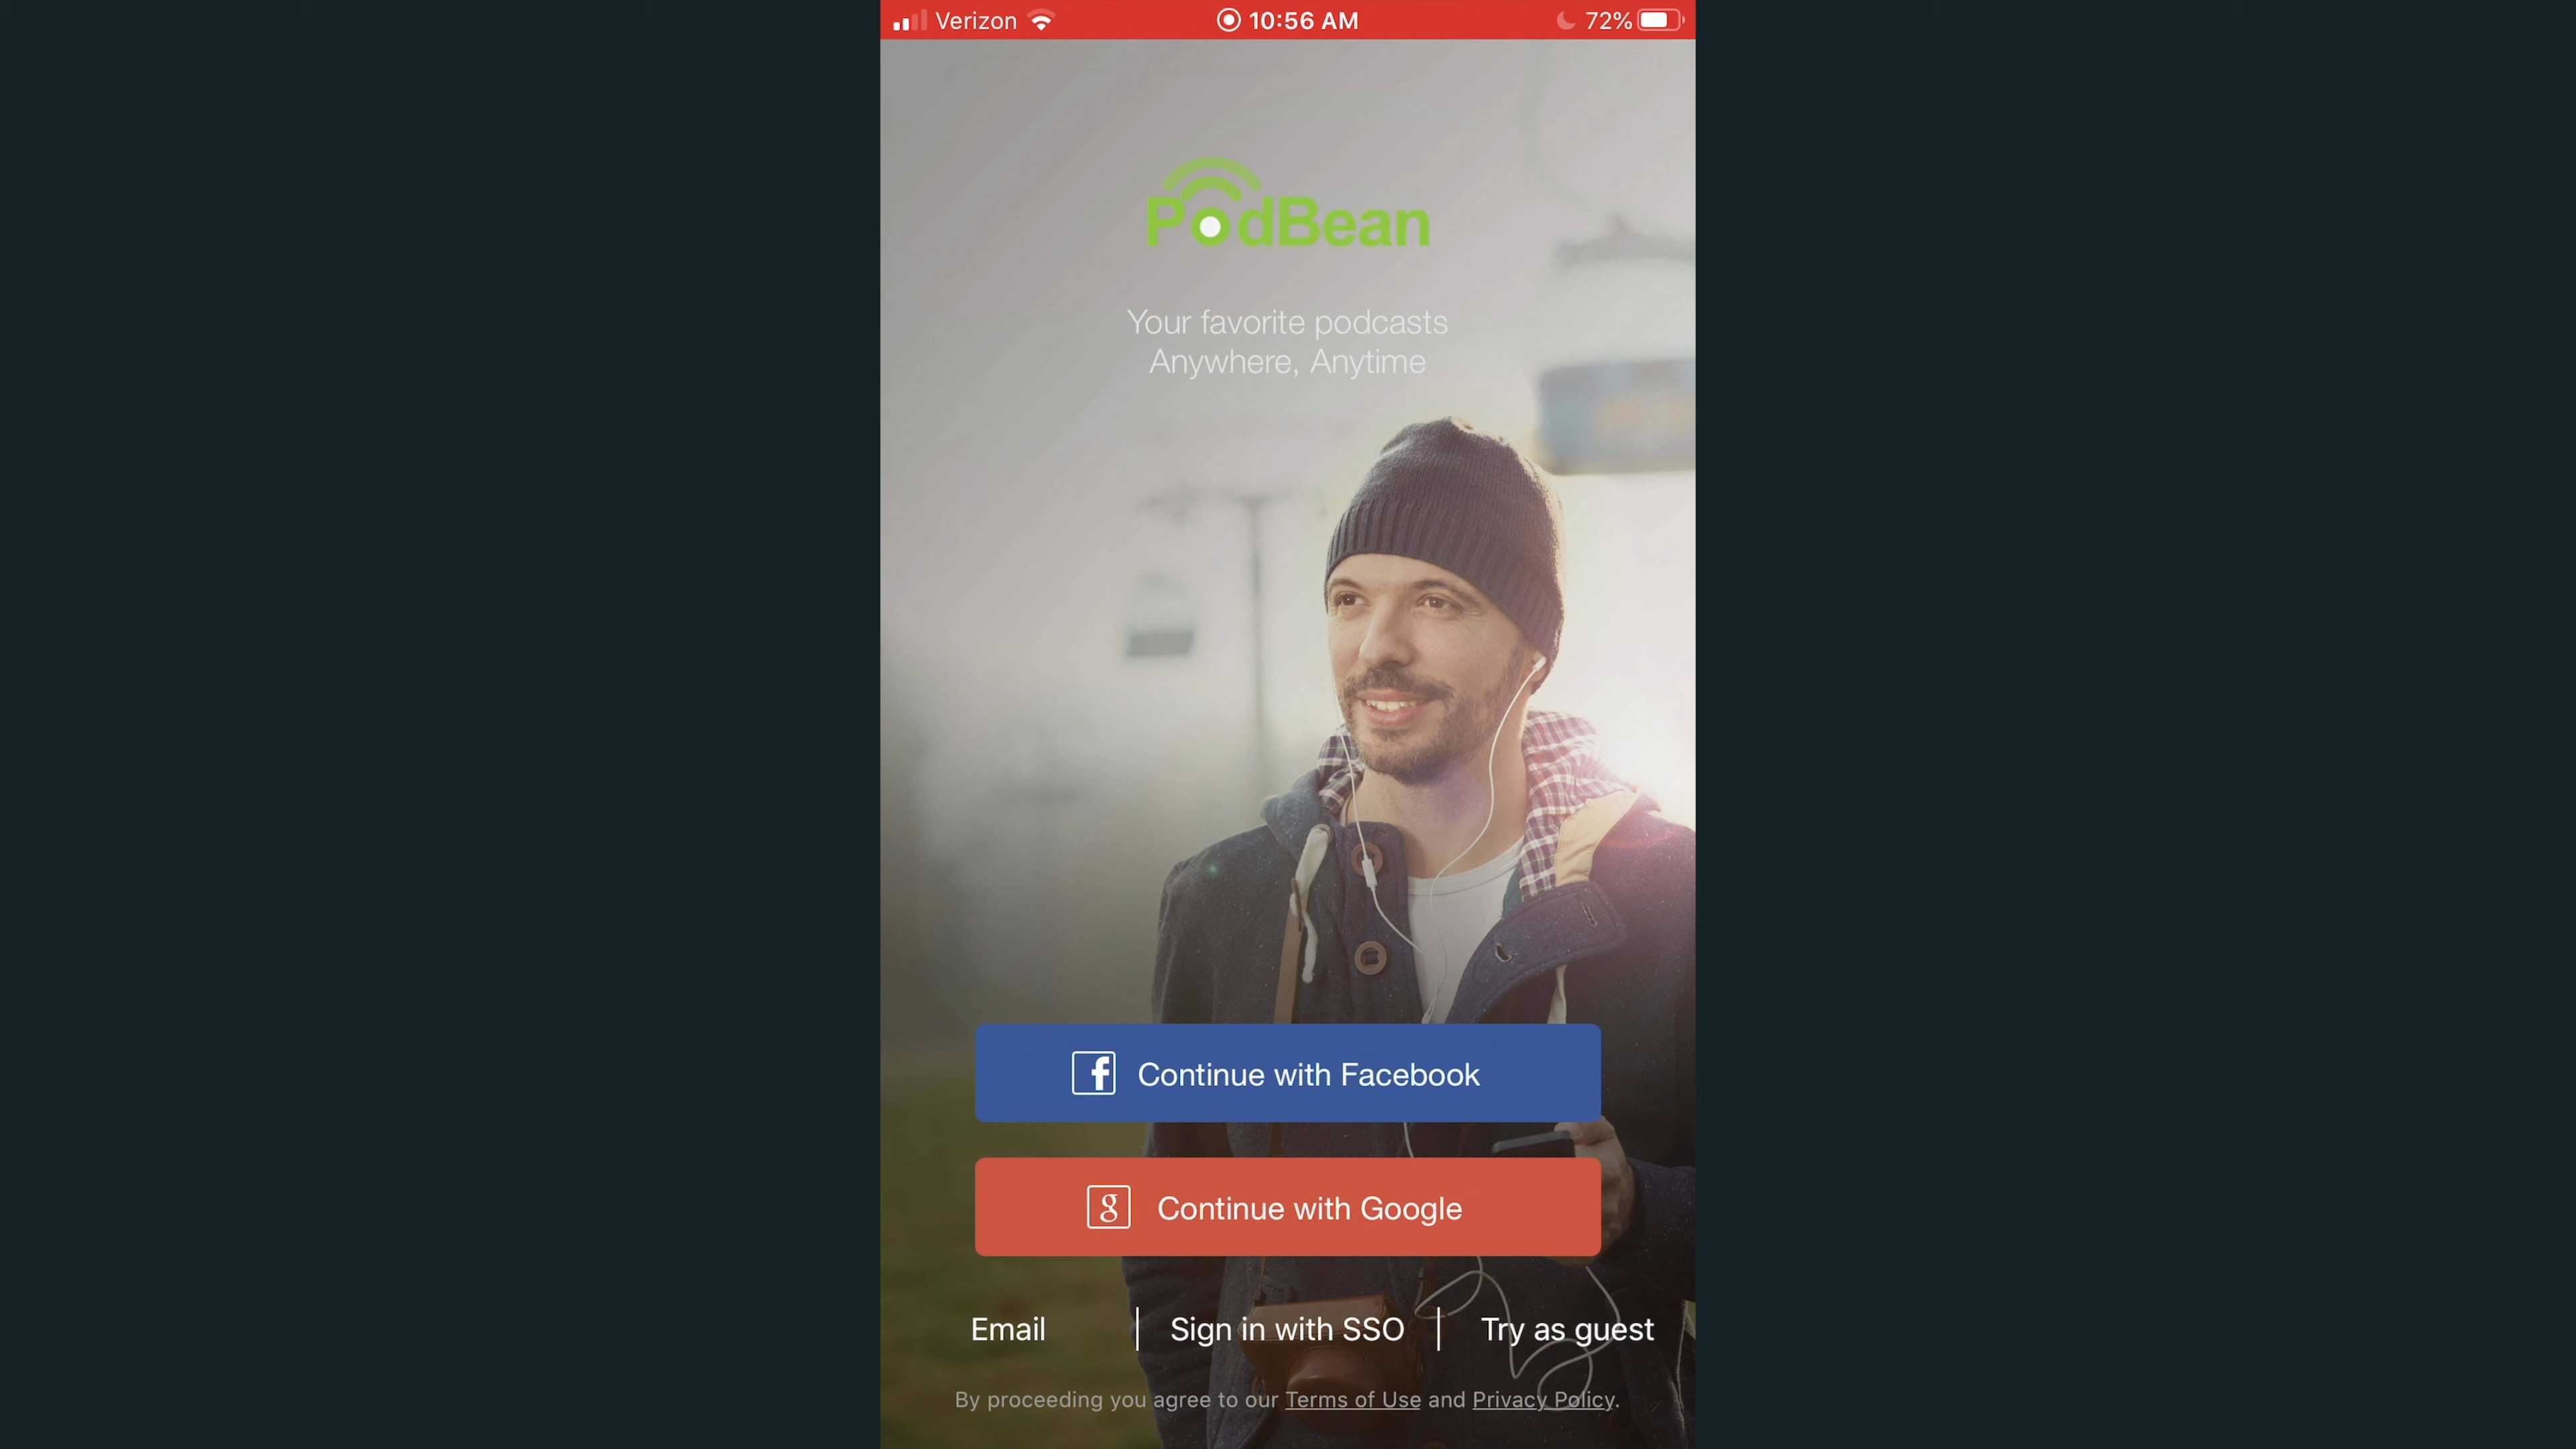 Verizon 10:56 AM 72%
PodBean
Your favorite podcasts
Anywhere, Anytime
f Continue with Facebook
g Continue with Google
Email | Sign in with SSO | Try as guest
By proceeding you agree to our Terms of Use and Privacy Policy.